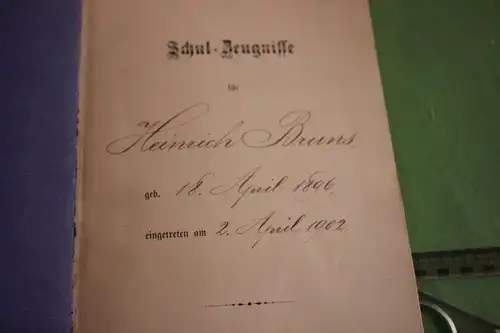 Schul-Zeugnisse
für
Heinrich Bruns.
geb. 18. April 1896.
eingetreten am 2. April 1902.